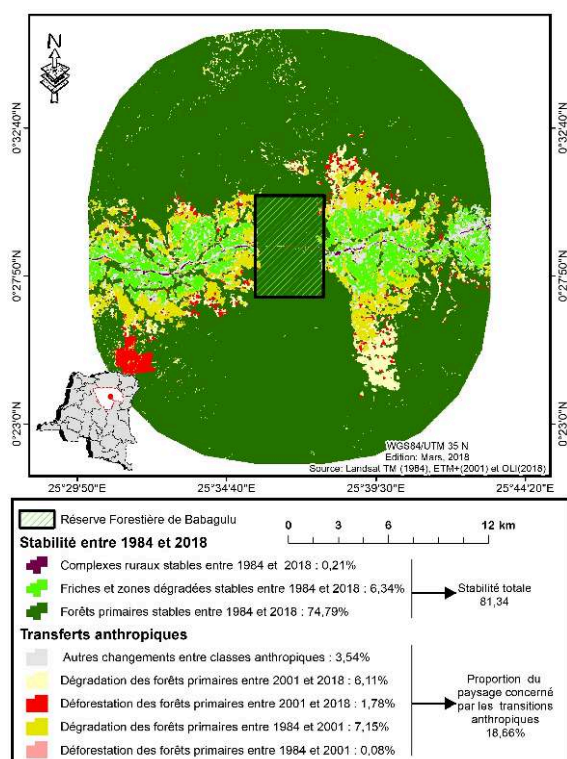 N
0°32'40"
0°32'40"
0°27'50"N
0°27'50"N
0°23'0"N
0°23'0"N
WGS84/UTM 35 N
Edition: Mars, 2018
Source: Landsat TM (1984), ETM+(2001) et OLI(2018)
25°29'50"E
25°34'40"E
25°39'30"E
25°44'20"E
Réserve Forestière de Babagulu
0 3 6 9 12 km
Stabilité entre 1984 et 2018
Complexes ruraux stables entre 1984 et 2018 : 0,21%
Friches et zones dégradées stables entre 1984 et 2018 : 6,34%
Forêts primaires stables entre 1984 et 2018 : 74,79%
Stabilité totale
81,34
Transferts anthropiques
Autres changements entre classes anthropiques : 3,54%
Dégradation des forêts primaires entre 2001 et 2018 : 6,11%
Déforestation des forêts primaires entre 2001 et 2018 : 1,78%
Dégradation des forêts primaires entre 1984 et 2001 : 7,15%
Déforestation des forêts primaires entre 1984 et 2001 : 0,08%
Proportion du
paysage concerné
par les transitions
anthropiques
18,66%